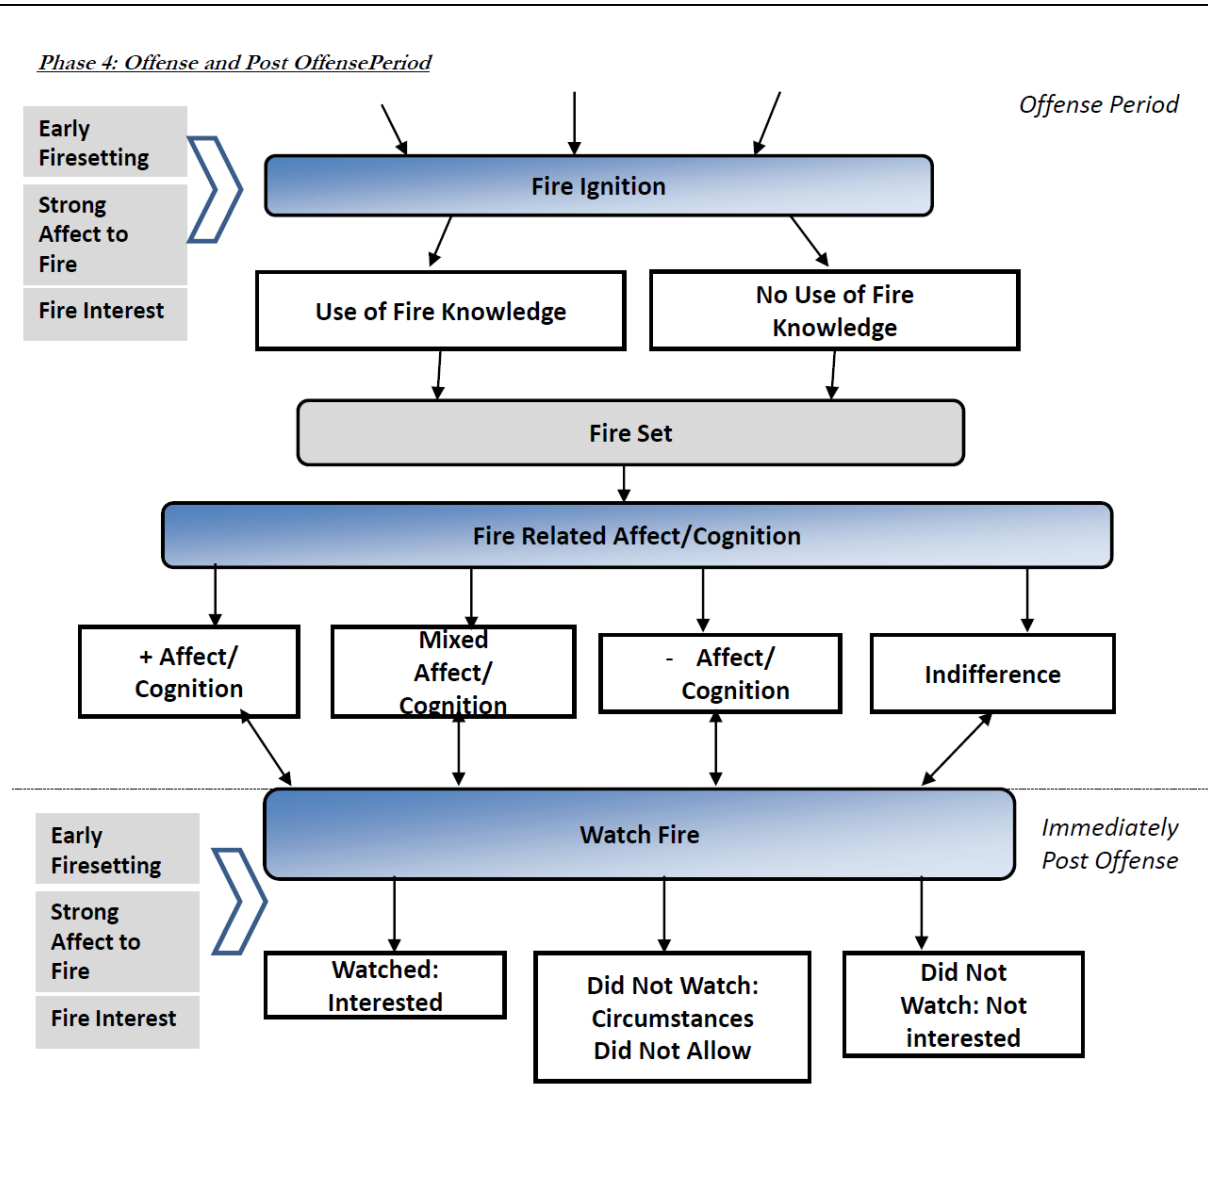 Phase 4: Offense and Post OffensePeriod
Offense Period
Early
Firesetting
Strong
Affect to
Fire
Fire Interest
Fire Ignition
Use of Fire Knowledge
No Use of Fire
Knowledge
Fire Set
Fire Related Affect/Cognition
+ Affect/
Cognition
Mixed
Affect/
Cognition
- Affect/
Cognition
Indifference
Watch Fire
Immediately
Post Offense
Early
Firesetting
Strong
Affect to
Fire
Fire Interest
Watched:
Interested
Did Not Watch:
Circumstances
Did Not Allow
Did Not
Watch: Not
interested